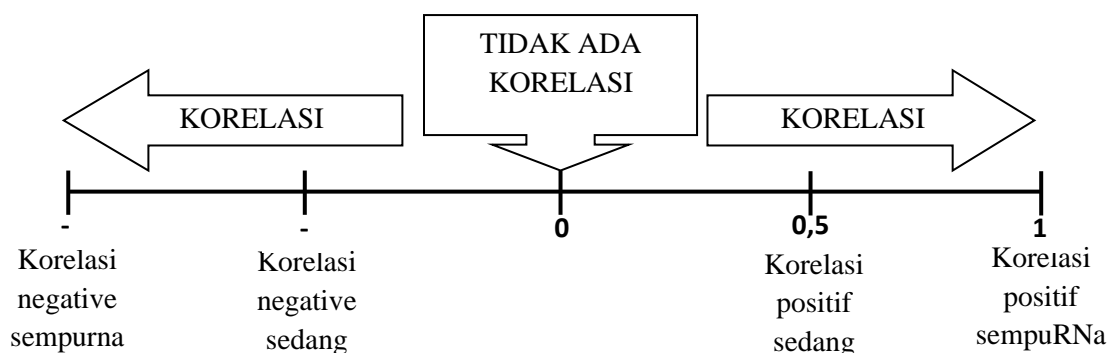 TIDAK ADA
KORELASI
KORELASI
KORELASI
-
-
0
0,5
1
Korelasi
negative
sempurna
Korelasi
negative
sedang
Korelasi
positif
sedang
Korelasi
positif
sempuRNa